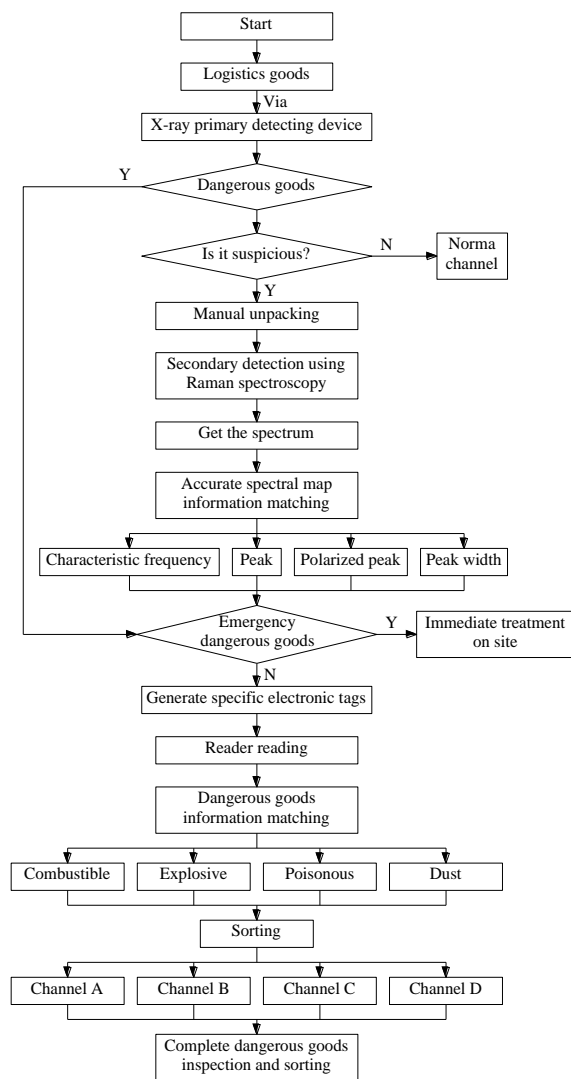 Start
Logistics goods
Via
X-ray primary detecting device
Y
Dangerous goods
Is it suspicious?
N
Norma
channel
Y
Manual unpacking
Secondary detection using
Raman spectroscopy
Get the spectrum
Accurate spectral map
information matching
Characteristic frequency
Peak
Polarized peak
Peak width
Emergency
dangerous goods
Y
Immediate treatment
on site
N
Generate specific electronic tags
Reader reading
Dangerous goods
information matching
Combustible
Explosive
Poisonous
Dust
Sorting
Channel A
Channel B
Channel C
Channel D
Complete dangerous goods
inspection and sorting